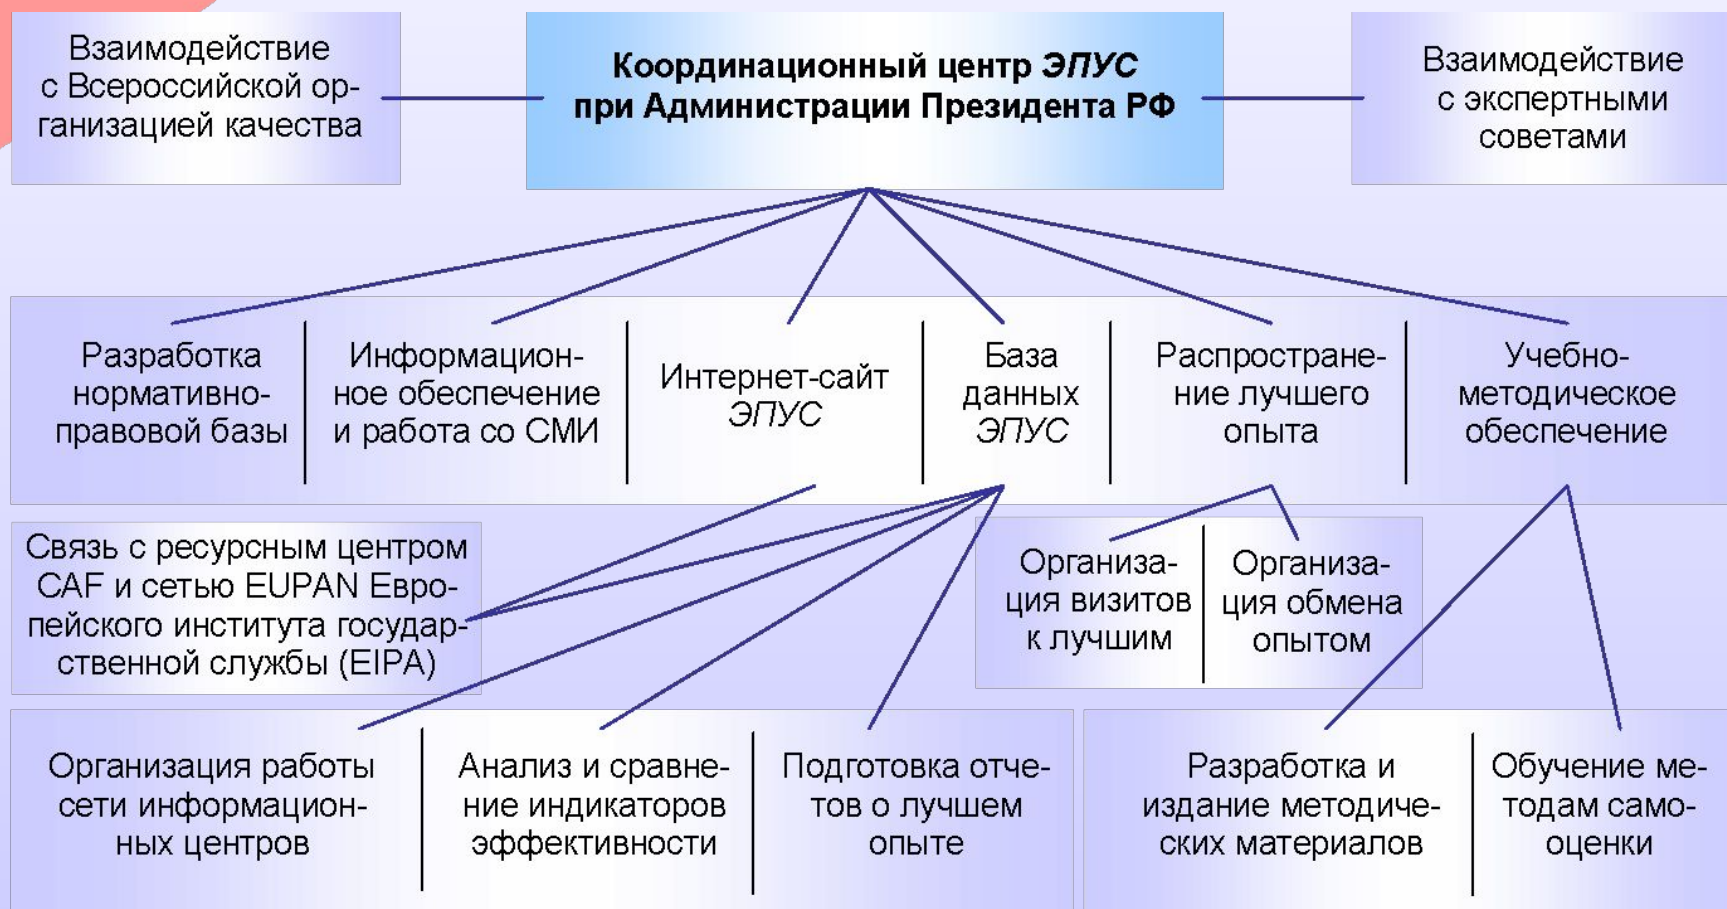 Взаимодействие
с Всероссийской ор-
ганизацией качества
Координационный центр ЭПУС
при Администрации Президента РФ
Взаимодействие
с экспертными
советами
Разработка
нормативно-
правовой базы
Информацион-
ное обеспечение
и работа со СМИ
Интернет-сайт
ЭПУС
База
данных
ЭПУС
Распростране-
ние лучшего
опыта
Учебно-
методическое
обеспечение
Связь с ресурсным центром
CAF и сетью EUPAN Евро-
пейского института государ-
ственной службы (EIPA)
Организа-
ция визитов
к лучшим
Организа-
ция обмена
опытом
Организация работы
сети информацион-
ных центров
Анализ и сравне-
ние индикаторов
эффективности
Подготовка отче-
тов о лучшем
опыте
Разработка и
издание методиче-
ских материалов
Обучение ме-
тодам само-
оценки